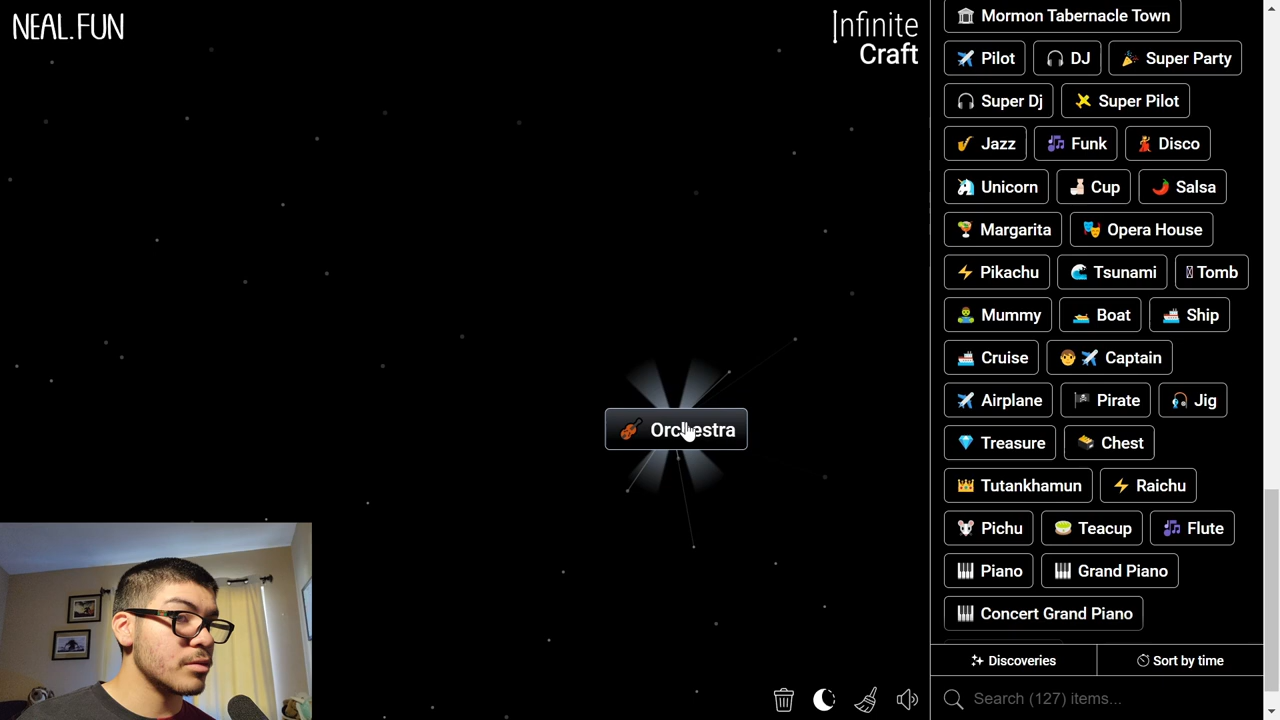 NEAL.FUN
Infinite
Craft
Orchestra
Mormon Tabernacle Town
Pilot DJ Super Party
Super Dj Super Pilot
Jazz Funk Disco
Unicorn Cup Salsa
Margarita Opera House
Pikachu Tsunami Tomb
Mummy Boat Ship
Cruise Captain
Airplane Pirate Jig
Treasure Chest
Tutankhamun Raichu
Pichu Teacup Flute
Piano Grand Piano
Concert Grand Piano
Discoveries Sort by time
Search (127) items...